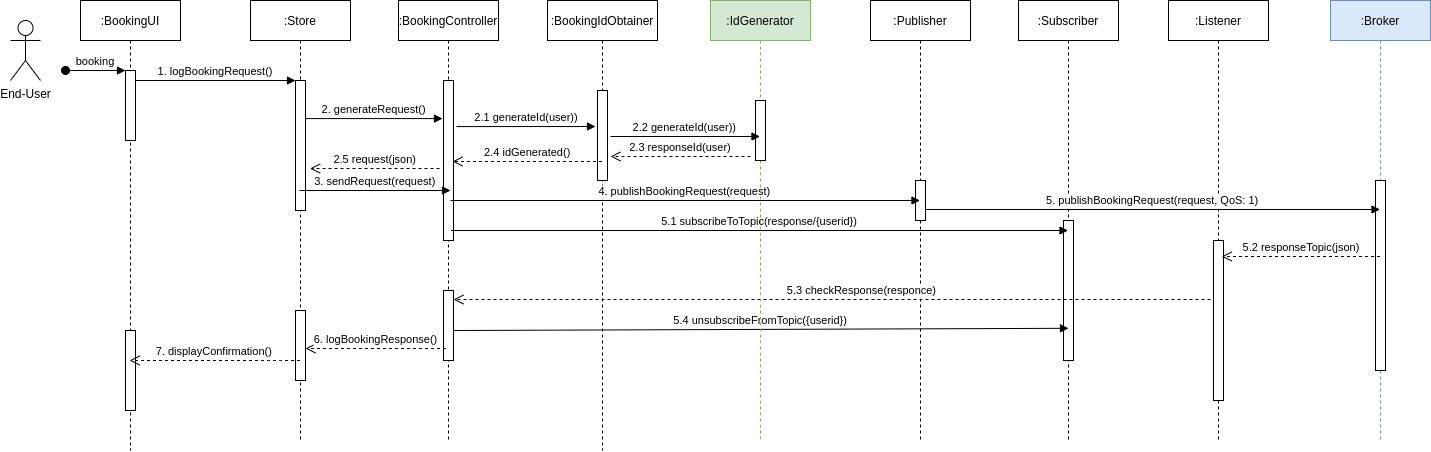 :BookingUI
:Store
:BookingController
:BookingIdObtainer
:IdGenerator
:Publisher
:Subscriber
:Listener
:Broker
End-User
booking
1. logBookingRequest()
2. generateRequest()
2.1 generateId(user))
2.2 generateId(user))
2.3 responseId(user)
2.4 idGenerated()
2.5 request(json)
3. sendRequest(request)
4. publishBookingRequest(request)
5. publishBookingRequest(request, QoS: 1)
5.1 subscribeToTopic(response/{userid})
5.2 responseTopic(json)
5.3 checkResponse(responce)
5.4 unsubscribeFromTopic({userid})
6. logBookingResponse()
7. displayConfirmation()